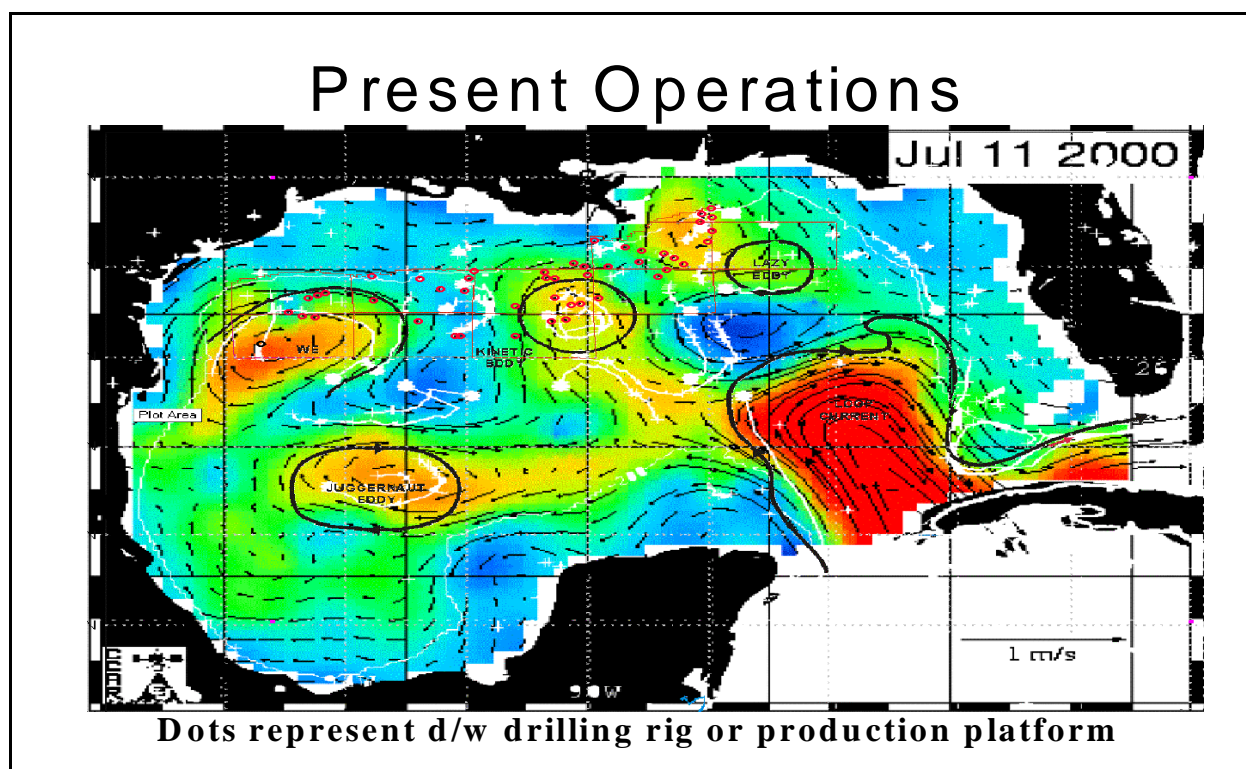 Present Operations
Jul 11 2000
LAZY
EDDY
WE
KINETIC
EDDY
Plot Area
LOOP
CURRENT
JUGGERNAUT
EDDY
1 m/s
Dots represent d/w drilling rig or production platform